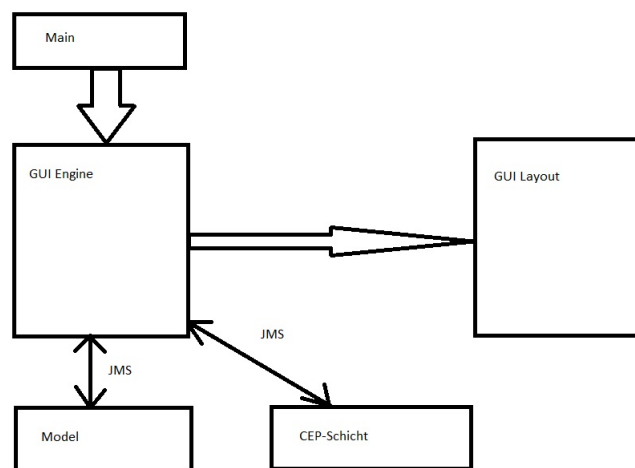 Main
GUI Engine
GUI Layout
JMS
JMS
Model
CEP-Schicht